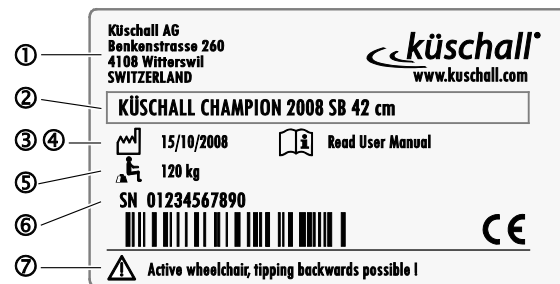 ① Küschall AG
Benkenstrasse 260
4108 Witterswil
SWITZERLAND
küschall
www.kuschall.com
② KÜSCHALL CHAMPION 2008 SB 42 cm
③ ④ 15/10/2008 Read User Manual
⑤ 120 kg
⑥ SN 01234567890
CE
⑦ Active wheelchair, tipping backwards possible !